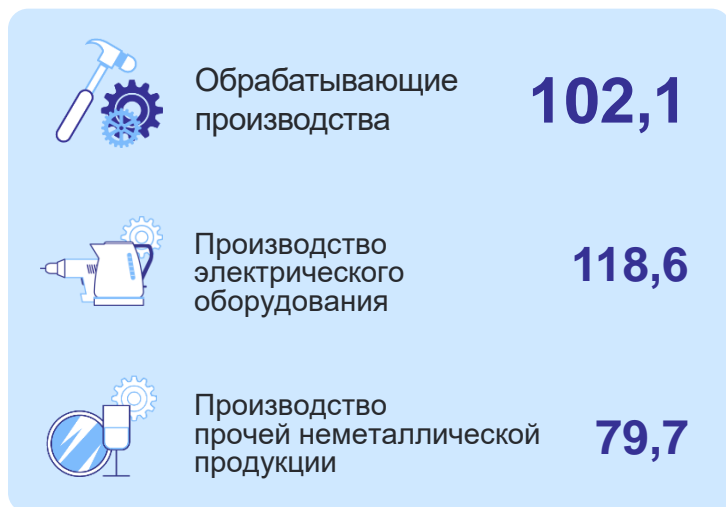 Обрабатывающие
производства
102,1
Производство
электрического
оборудования
118,6
Производство
прочей неметаллической
продукции
79,7